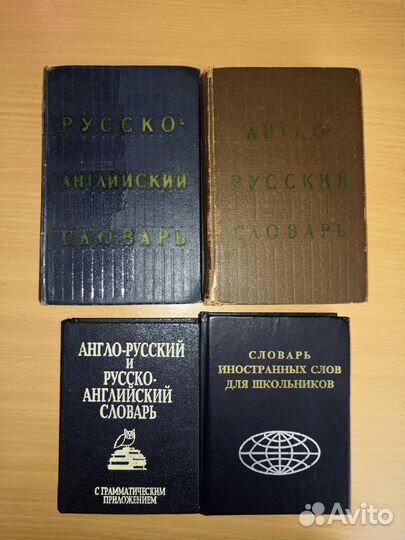 РУССКО-
АНГЛИЙСКИЙ
СЛОВАРЬ
АНГЛО-
РУССКИЙ
СЛОВАРЬ
АНГЛО-РУССКИЙ
И
РУССКО-
АНГЛИЙСКИЙ
СЛОВАРЬ
С ГРАММАТИЧЕСКИМ
ПРИЛОЖЕНИЕМ
СЛОВАРЬ
ИНОСТРАННЫХ СЛОВ
ДЛЯ ШКОЛЬНИКОВ
Avito